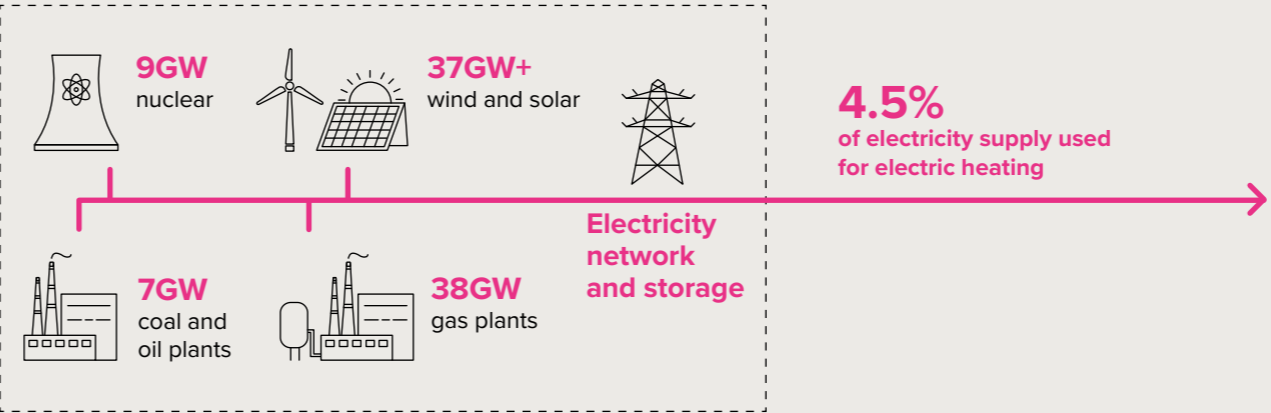 9GW
nuclear
37GW+
wind and solar
4.5%
of electricity supply used
for electric heating
Electricity
network
and storage
7GW
coal and
oil plants
38GW
gas plants